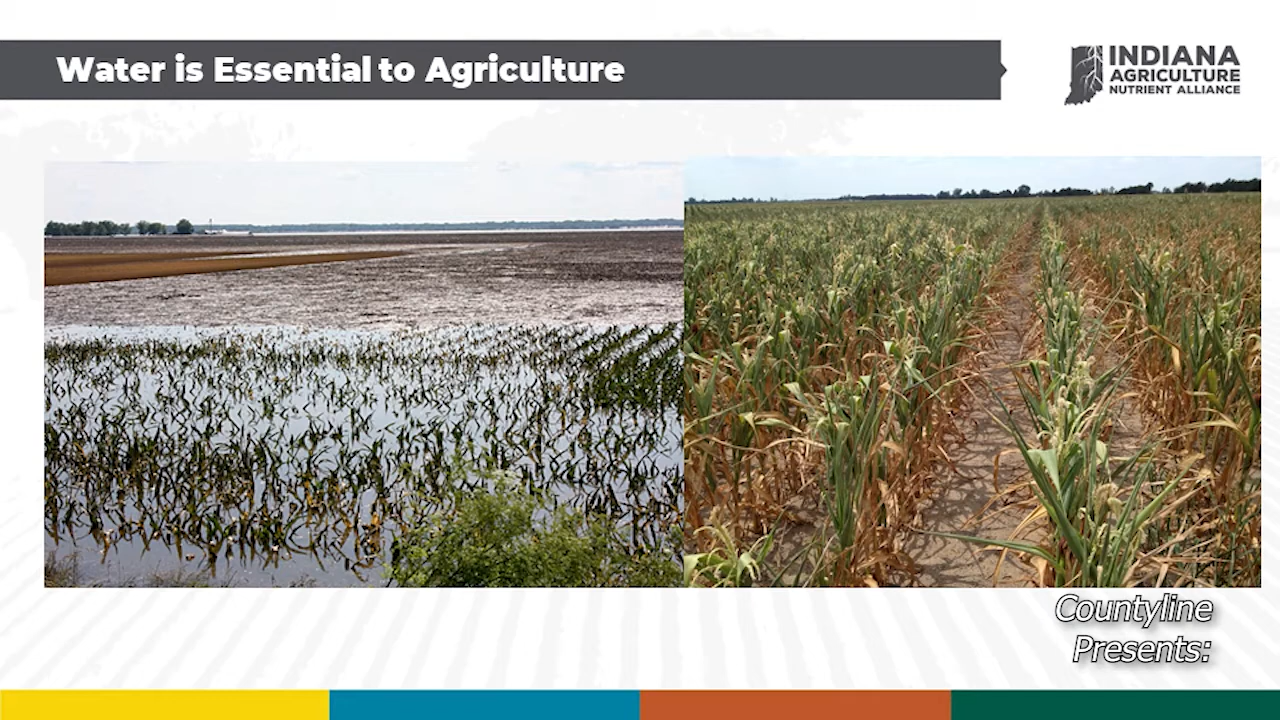 Water is Essential to Agriculture
INDIANA
AGRICULTURE
NUTRIENT ALLIANCE
Countyline
Presents: